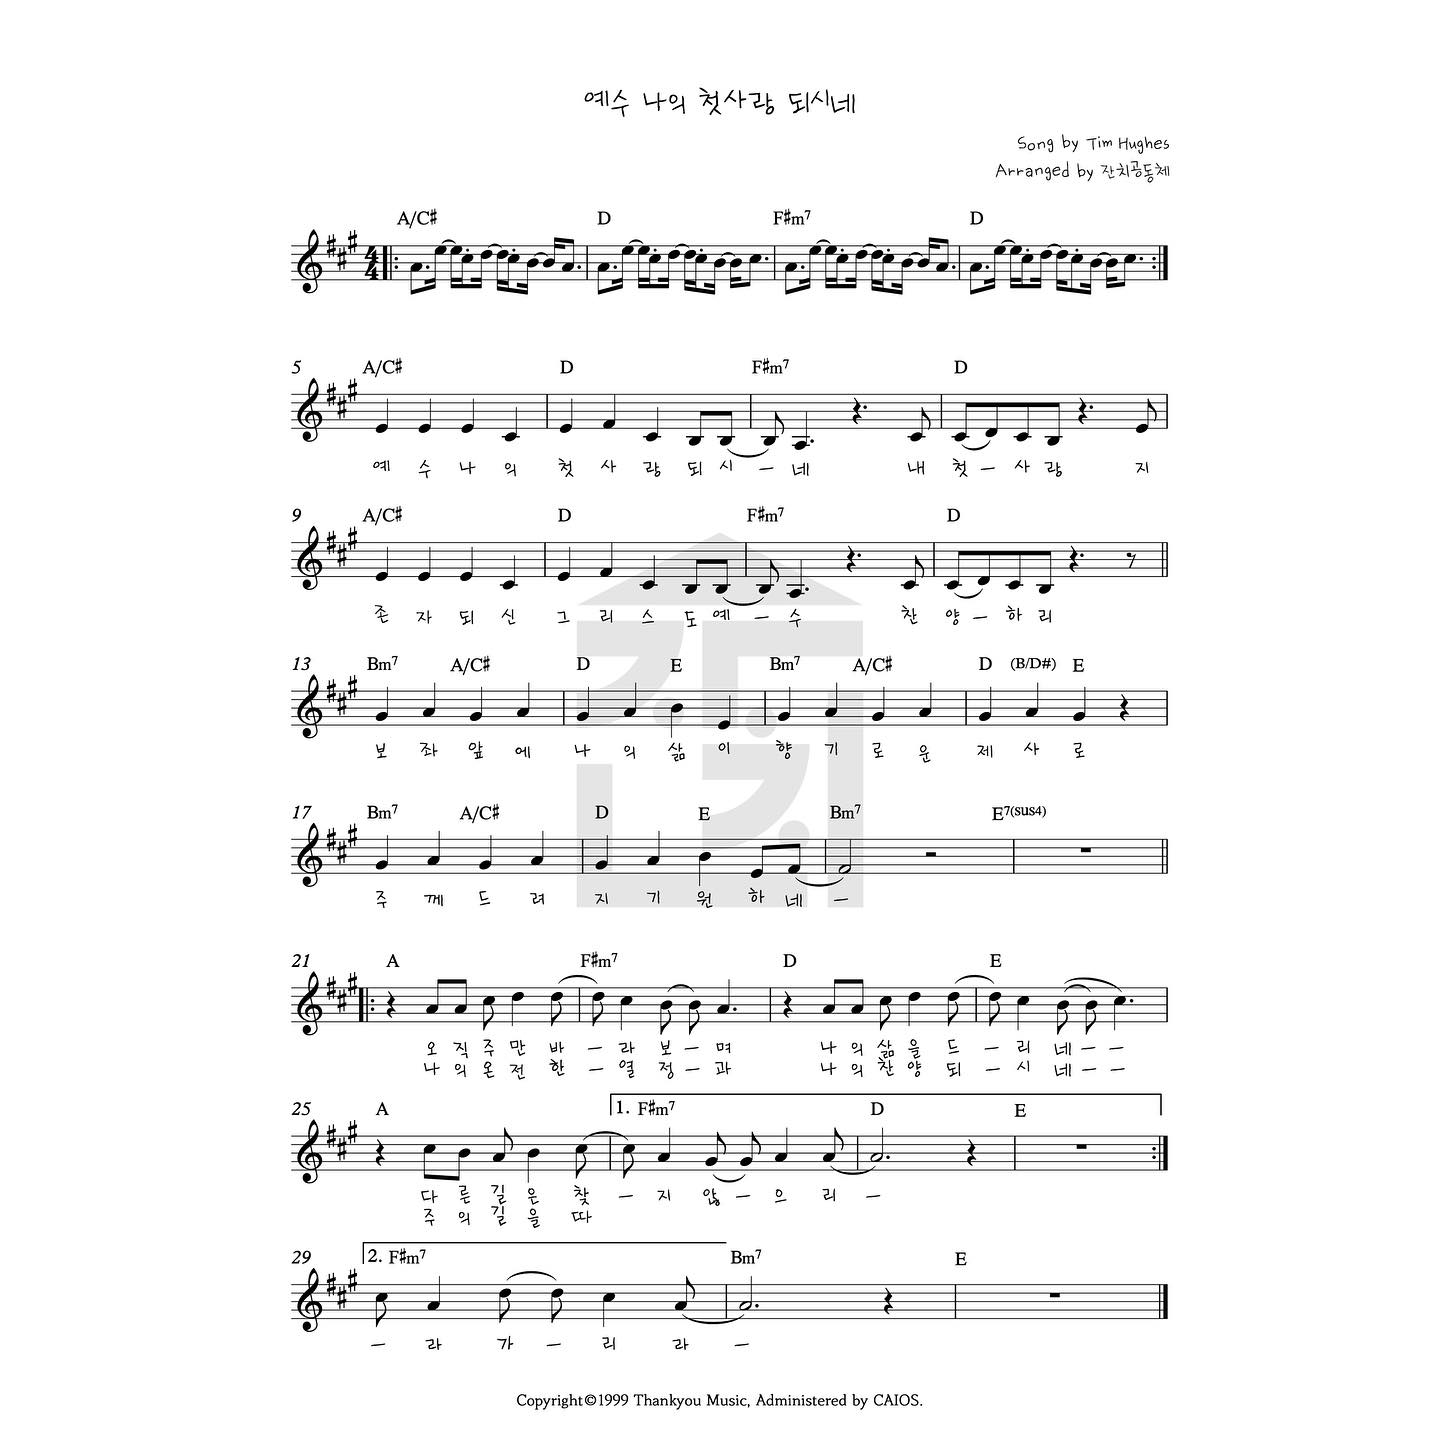 예수 나의 첫사랑 되시네
Song by Tim Hughes
Arranged by 잔치공동체
A/C♯ D F♯m7 D
5
A/C♯ D F♯m7 D
예 수 나 의 첫 사 랑 되 시 – 네 내 첫 – 사 랑 지
9
A/C♯ D F♯m7 D
존 자 되 신 그 리 스 도 예 – 수 찬 양 – 하 리
13
Bm7 A/C♯ D E Bm7 A/C♯ D (B/D#) E
보 좌 앞 에 나 의 삶 이 향 기 로 운 제 사 로
17
Bm7 A/C♯ D E Bm7 E7(sus4)
주 께 드 려 지 기 원 하 네 –
21
A F♯m7 D E
오 직 주 만 바 – 라 보 – 며 나 의 삶 을 드 – 리 네 – –
나 의 온 전 한 – 열 정 – 과 나 의 찬 양 되 – 시 네 – –
25
A 1. F♯m7 D E
다 른 길 은 찾 – 지 않 – 으 리 –
주 의 길 을 따
29
2. F♯m7 Bm7 E
– 라 가 – 리 라 –
Copyright©1999 Thankyou Music, Administered by CAIOS.